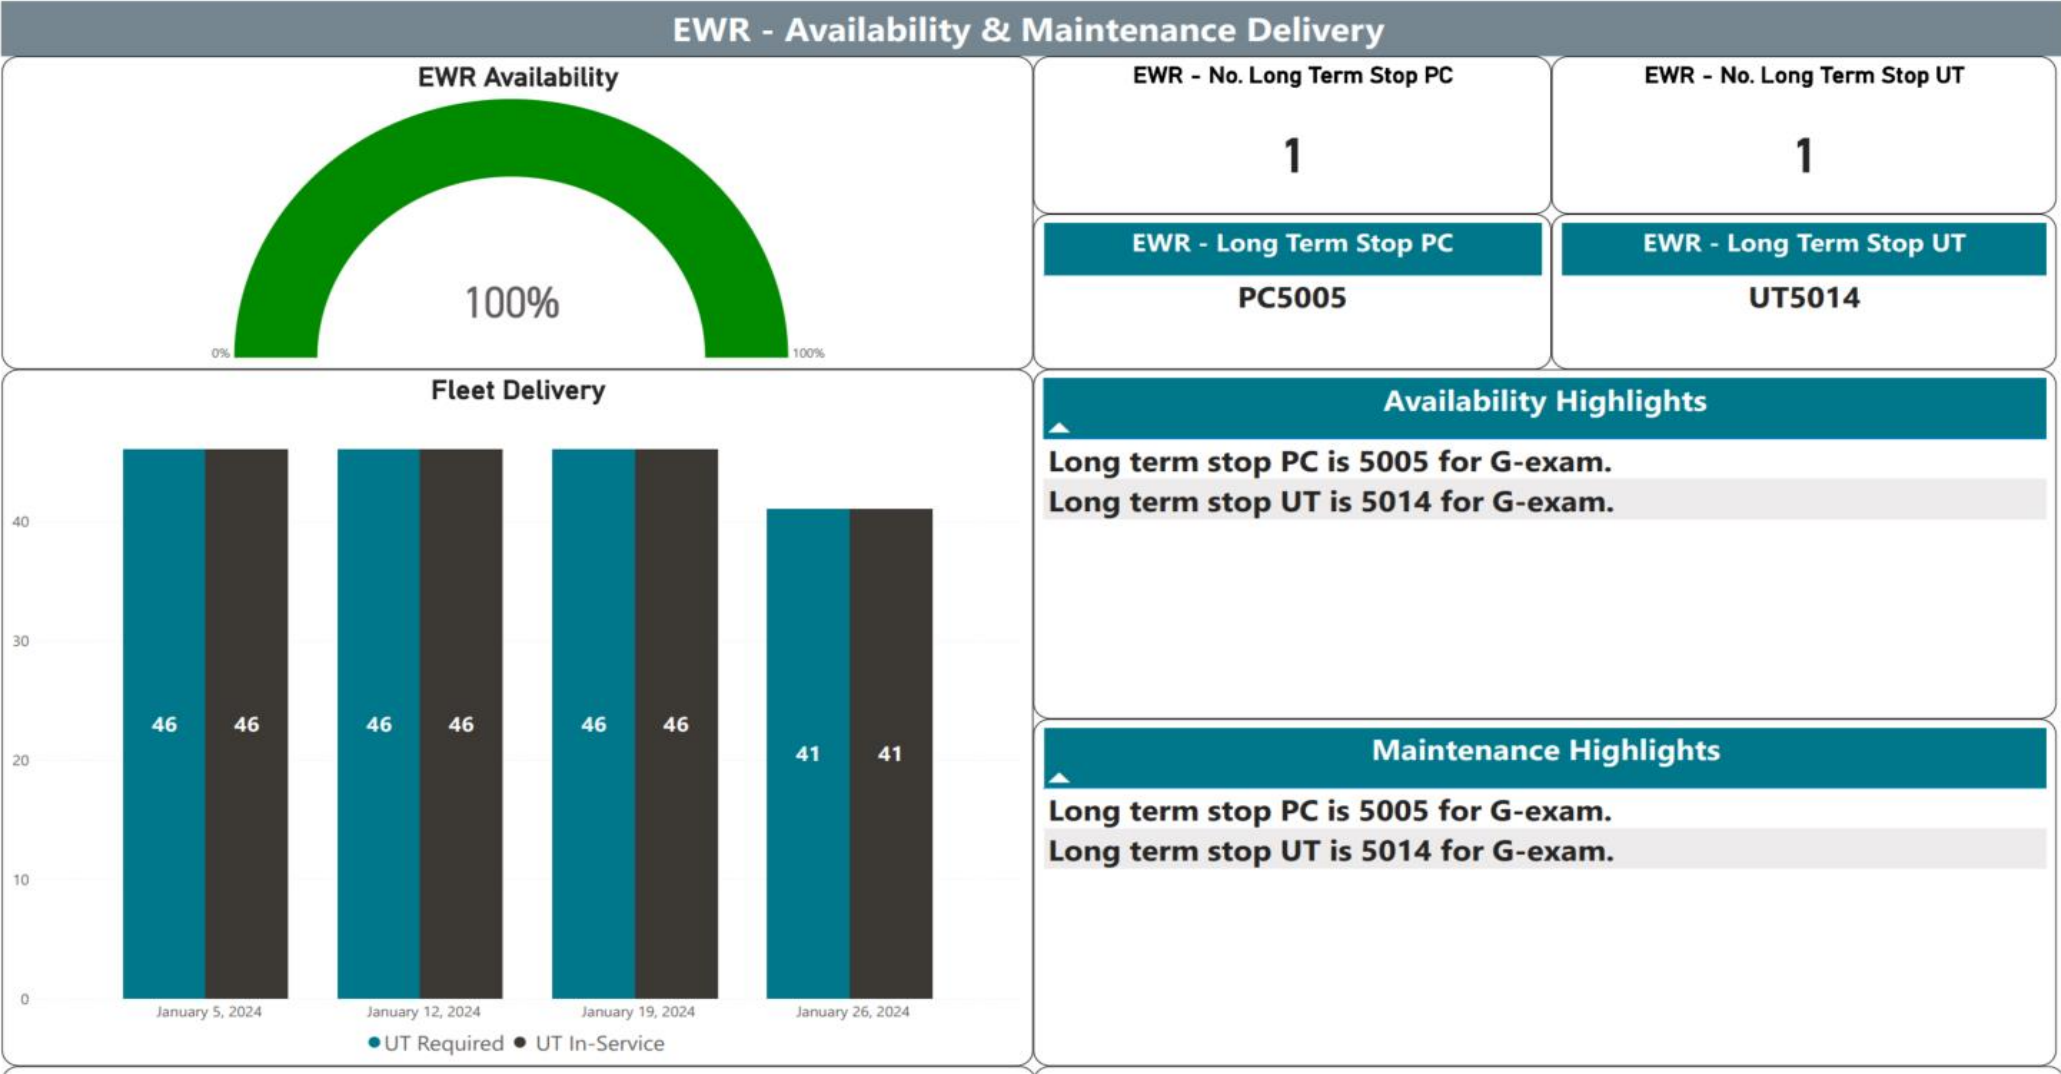 EWR - Availability & Maintenance Delivery
EWR Availability
100%
0%
100%
EWR - No. Long Term Stop PC
1
EWR - No. Long Term Stop UT
1
EWR - Long Term Stop PC
PC5005
EWR - Long Term Stop UT
UT5014
Fleet Delivery
40
30
20
10
0
46
46
46
46
46
46
41
41
January 5, 2024
January 12, 2024
January 19, 2024
January 26, 2024
UT Required
UT In-Service
Availability Highlights
Long term stop PC is 5005 for G-exam.
Long term stop UT is 5014 for G-exam.
Maintenance Highlights
Long term stop PC is 5005 for G-exam.
Long term stop UT is 5014 for G-exam.